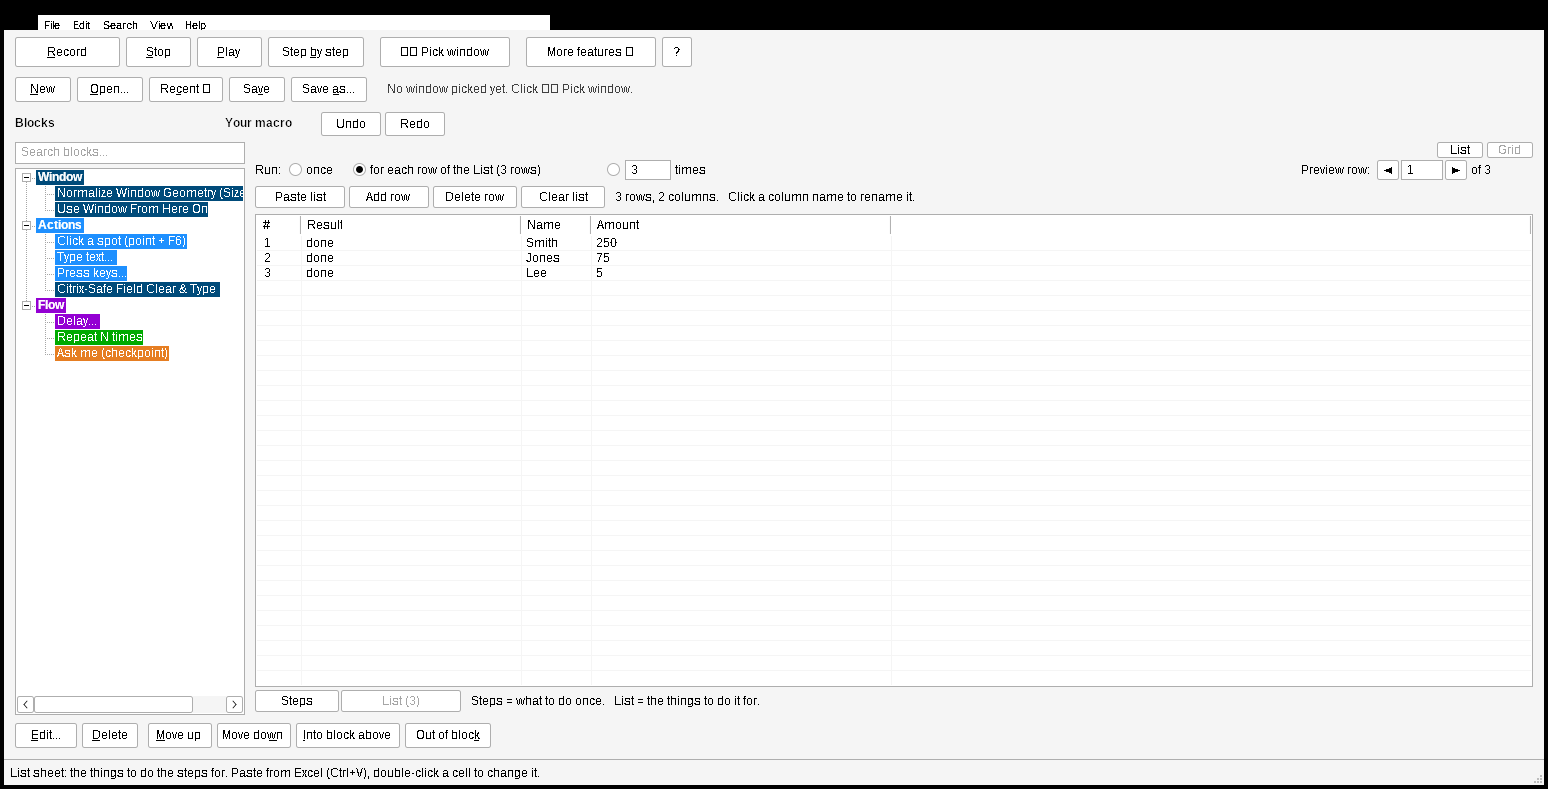 File Edit Search View Help
Record Stop Play Step by step Pick window More features ?
New Open... Recent Save Save as... No window picked yet. Click Pick window.
Blocks Your macro Undo Redo
Search blocks... List Grid
Run: once for each row of the List (3 rows) 3 times Preview row: ◄ 1 ► of 3
Paste list Add row Delete row Clear list 3 rows, 2 columns. Click a column name to rename it.
Window
Normalize Window Geometry (Size
Use Window From Here On
Actions
Click a spot (point + F6)
Type text...
Press keys...
Citrix-Safe Field Clear & Type
Flow
Delay...
Repeat N times
Ask me (checkpoint)
# Result Name Amount
1 done Smith 250
2 done Jones 75
3 done Lee 5
Steps List (3) Steps = what to do once. List = the things to do it for.
Edit... Delete Move up Move down Into block above Out of block
List sheet: the things to do the steps for. Paste from Excel (Ctrl+V), double-click a cell to change it.